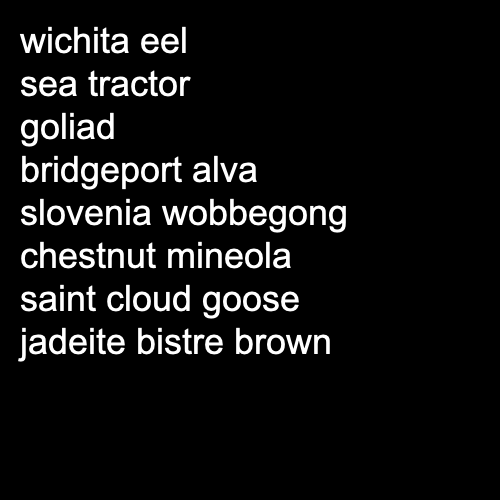 wichita eel
sea tractor
goliad
bridgeport alva
slovenia wobbegong
chestnut mineola
saint cloud goose
jadeite bistre brown